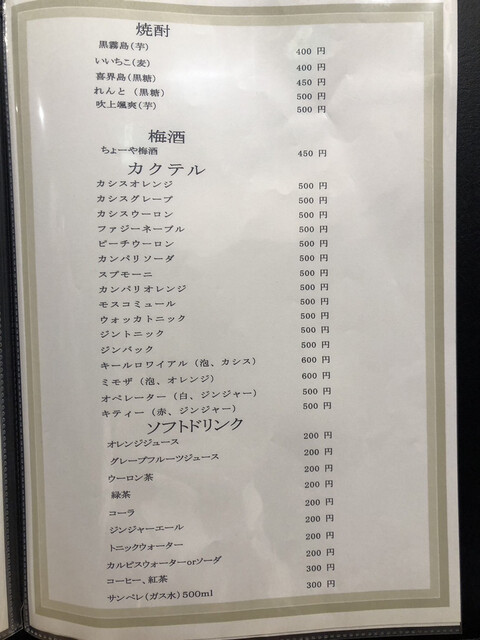 焼酎
黒霧島(芋) 400 円
いいちこ(麦) 400 円
喜界島(黒糖) 450 円
れんと (黒糖) 500 円
吹上颯爽(芋) 500 円
梅酒
ちょーや梅酒 450 円
カクテル
カシスオレンジ 500 円
カシスグレープ 500 円
カシスウーロン 500 円
ファジーネーブル 500 円
ピーチウーロン 500 円
カンパリソーダ 500 円
スプモーニ 500 円
カンパリオレンジ 500 円
モスコミュール 500 円
ウォッカトニック 500 円
ジントニック 500 円
ジンバック 500 円
キールロワイアル (泡、カシス) 600 円
ミモザ (泡、オレンジ) 600 円
オペレーター (白、ジンジャー) 500 円
キティー (赤、ジンジャー) 500 円
ソフトドリンク
オレンジジュース 200 円
グレープフルーツジュース 200 円
ウーロン茶 200 円
緑茶 200 円
コーラ 200 円
ジンジャーエール 200 円
トニックウォーター 200 円
カルピスウォーターorソーダ 200 円
コーヒー、紅茶 300 円
サンペレ(ガス水)500ml 300 円